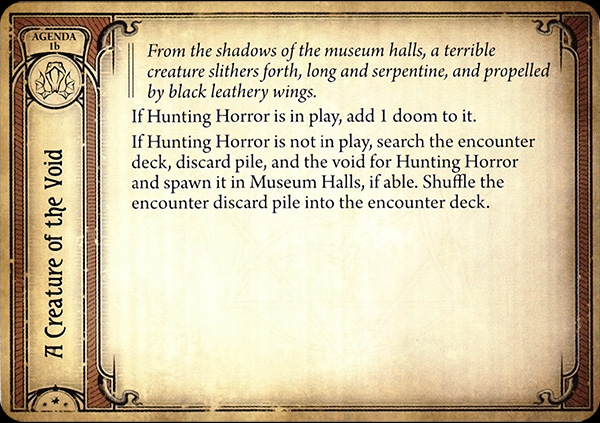 AGENDA
1b
A Creature of the Void
From the shadows of the museum halls, a terrible
creature slithers forth, long and serpentine, and propelled
by black leathery wings.
If Hunting Horror is in play, add 1 doom to it.
If Hunting Horror is not in play, search the encounter
deck, discard pile, and the void for Hunting Horror
and spawn it in Museum Halls, if able. Shuffle the
encounter discard pile into the encounter deck.